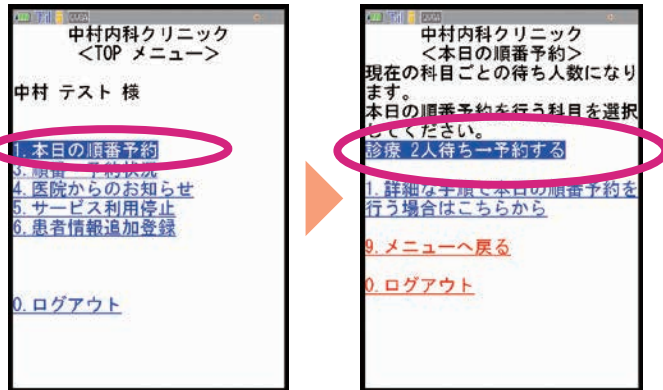 中村内科クリニック
<TOP メニュー>
中村 テスト 様
1.本日の順番予約
3.順番・予約状況
4.医院からのお知らせ
5.サービス利用停止
6.患者情報追加登録
0.ログアウト
中村内科クリニック
<本日の順番予約>
現在の科目ごとの待ち人数になり
ます。
本日の順番予約を行う科目を選択
してください。
診療 2人待ち→予約する
1.詳細な手順で本日の順番予約を
行う場合はこちらから
9.メニューへ戻る
0.ログアウト